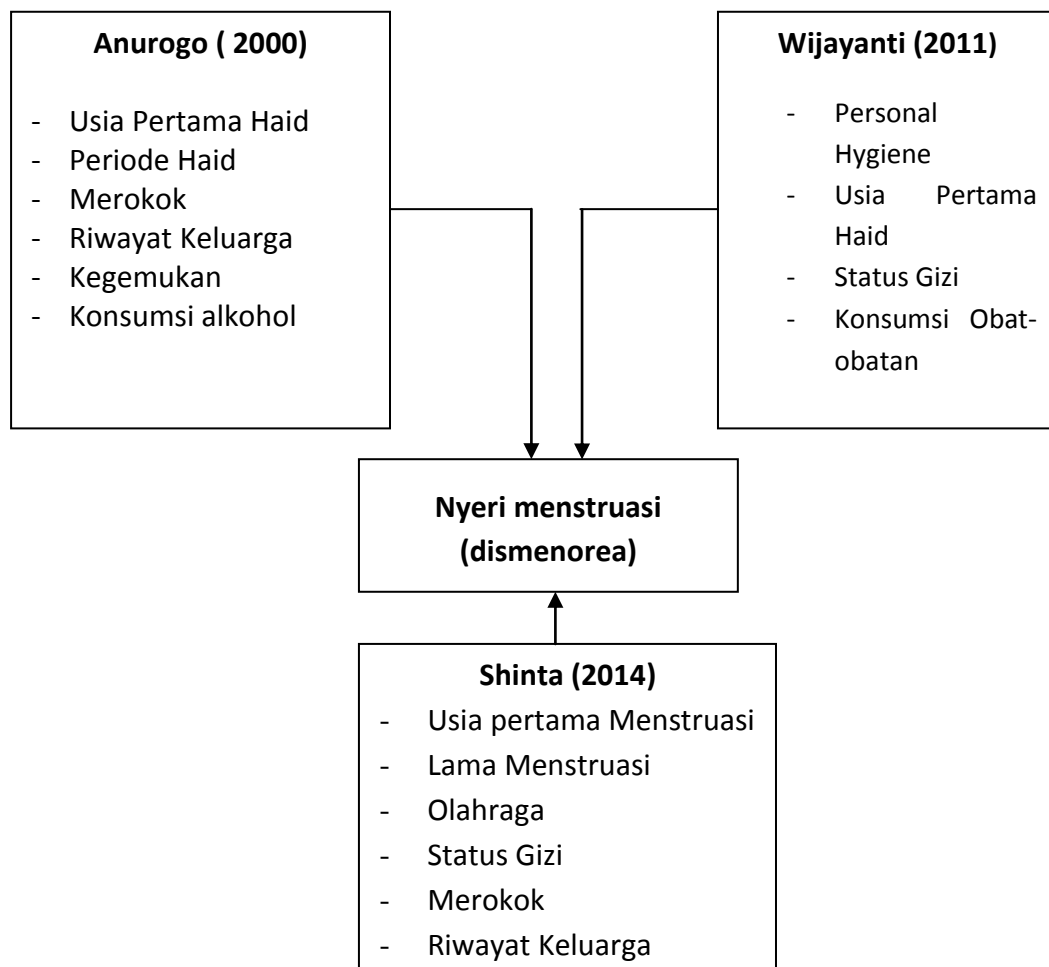 Anurogo ( 2000)
- Usia Pertama Haid
- Periode Haid
- Merokok
- Riwayat Keluarga
- Kegemukan
- Konsumsi alkohol
Wijayanti (2011)
- Personal
Hygiene
- Usia Pertama
Haid
- Status Gizi
- Konsumsi Obat-
obatan
Nyeri menstruasi
(dismenorea)
Shinta (2014)
- Usia pertama Menstruasi
- Lama Menstruasi
- Olahraga
- Status Gizi
- Merokok
- Riwayat Keluarga